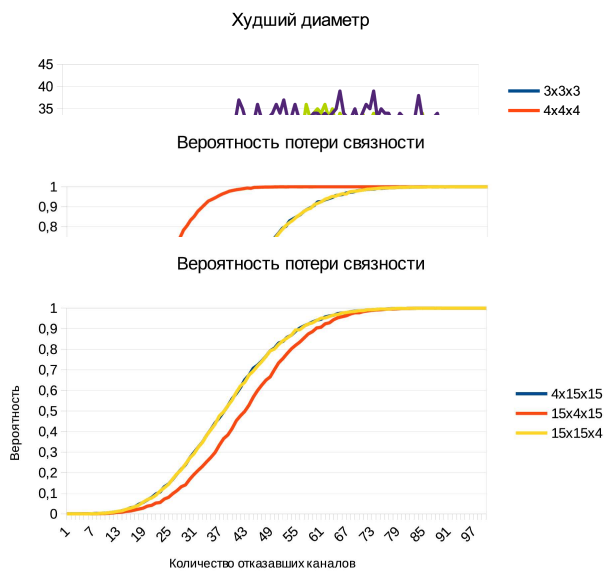 Худший диаметр
45
40
35
3x3x3
4x4x4
Вероятность потери связности
1
0,9
0,8
Вероятность потери связности
1
0,9
0,8
0,7
0,6
0,5
0,4
0,3
0,2
0,1
0
Вероятность
4x15x15
15x4x15
15x15x4
1 7 13 19 25 31 37 43 49 55 61 67 73 79 85 91 97
Количество отказавших каналов